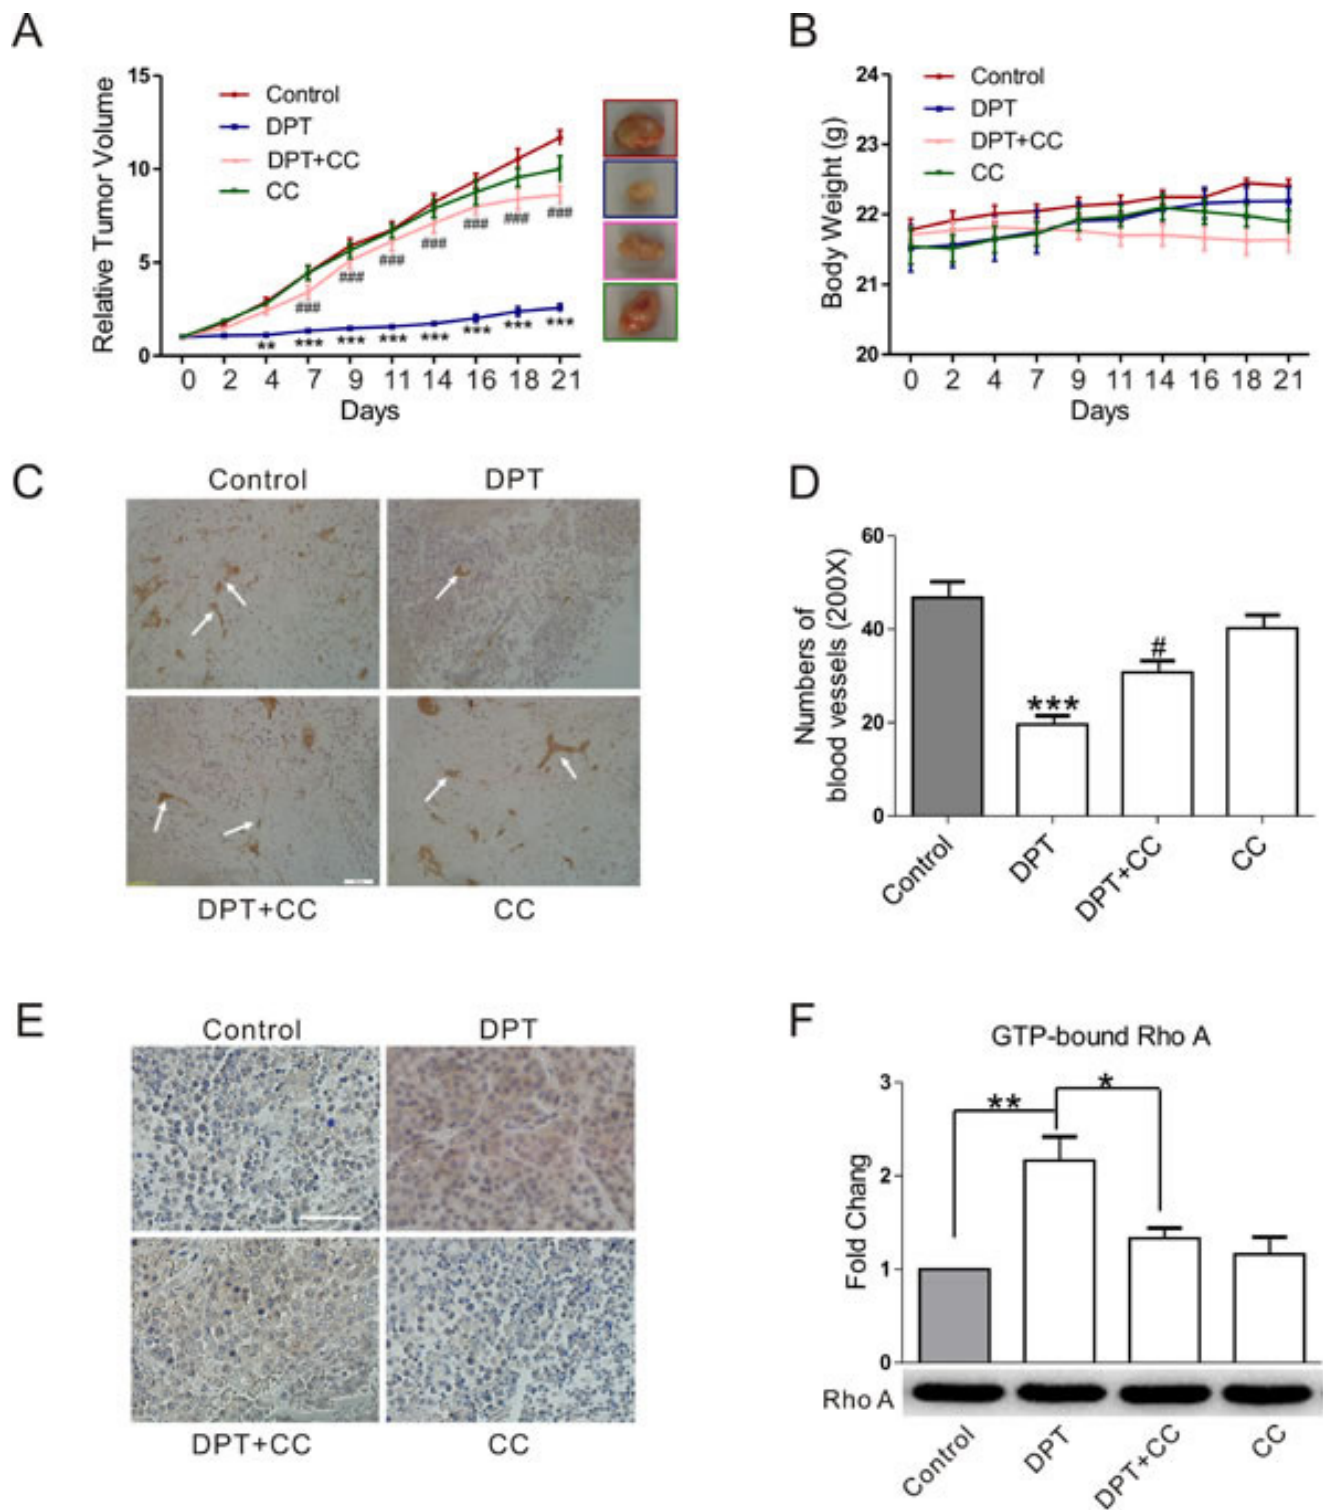 A
Relative Tumor Volume
15
10
5
0
Control
DPT
DPT+CC
CC
###
###
###
###
###
###
###
**
***
***
***
***
***
***
***
0 2 4 7 9 11 14 16 18 21
Days
B
Body Weight (g)
24
23
22
21
20
Control
DPT
DPT+CC
CC
0 2 4 7 9 11 14 16 18 21
Days
C
Control DPT
DPT+CC CC
D
Numbers of
blood vessels (200X)
60
40
20
0
***
#
Control DPT DPT+CC CC
E
Control DPT
DPT+CC CC
F
GTP-bound Rho A
Fold Chang
3
2
1
0
**
*
Rho A
Control DPT DPT+CC CC